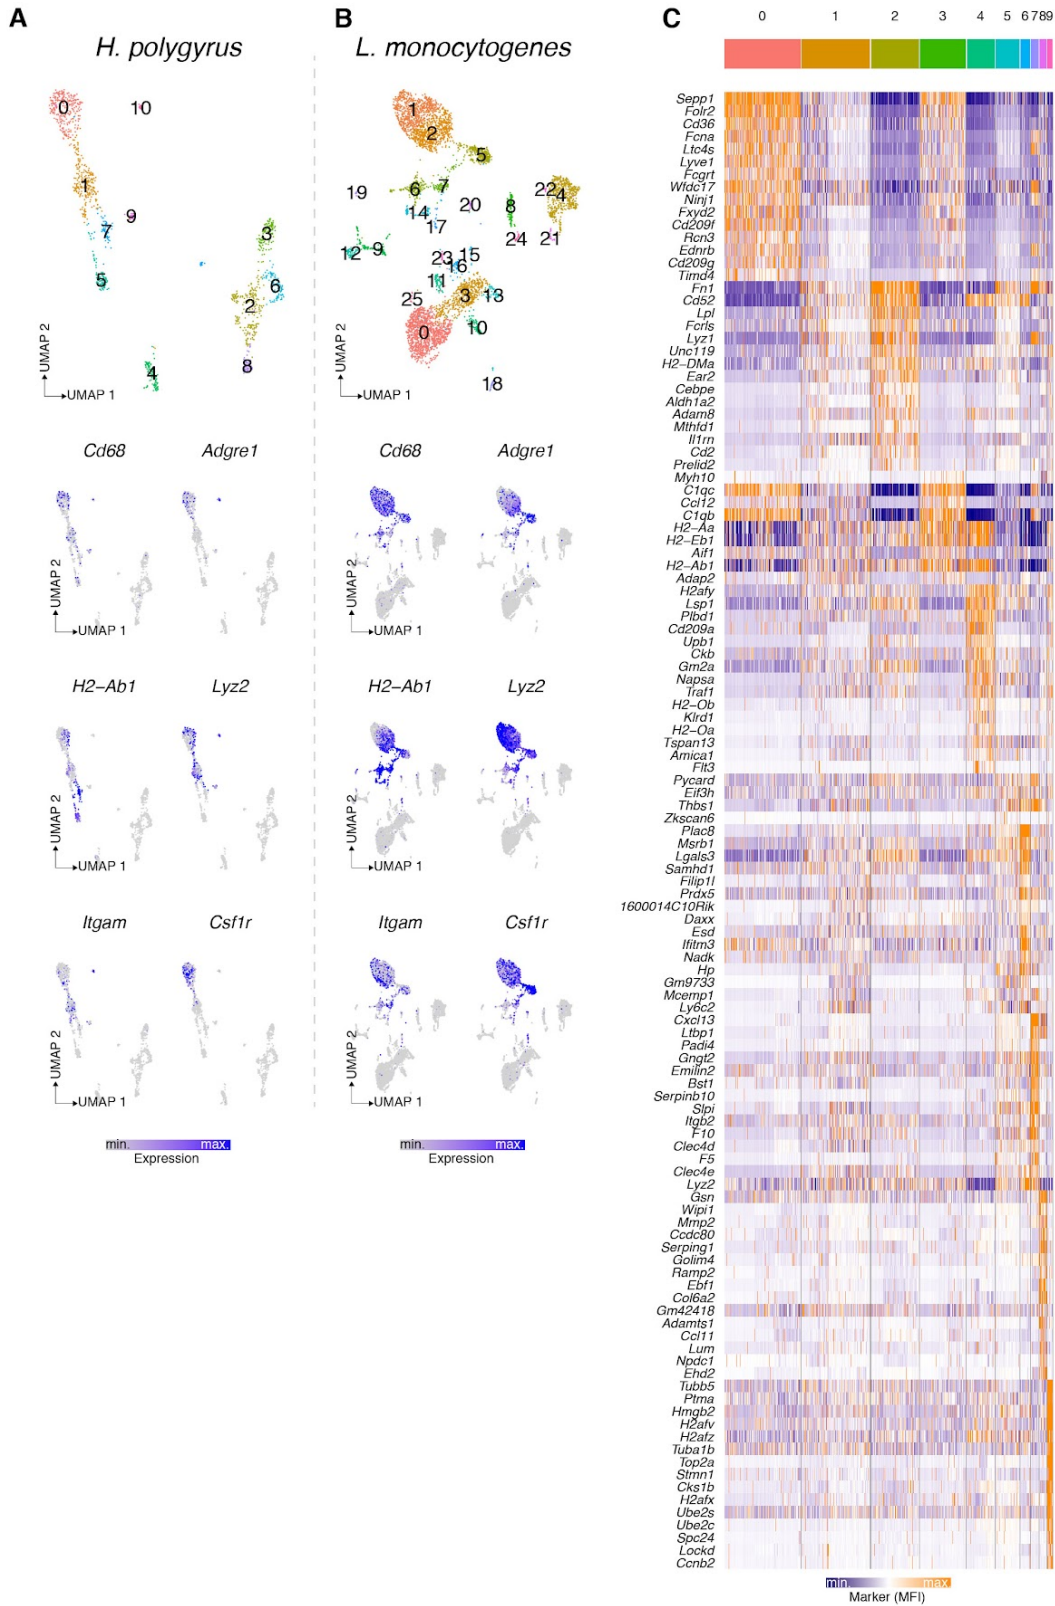 A
B
C
H. polygyrus
L. monocytogenes
0 1 2 3 4 5 6 7 8 9
0
10
1
9
7
5
3
6
2
8
4
UMAP 2
UMAP 1
1
2
5
6
7
19
14
17
20
8
22
4
24
21
12
9
23
15
16
11
25
3
13
0
10
18
UMAP 2
UMAP 1
Cd68
Adgre1
UMAP 2
UMAP 1
Cd68
Adgre1
UMAP 2
UMAP 1
H2–Ab1
Lyz2
UMAP 2
UMAP 1
H2–Ab1
Lyz2
UMAP 2
UMAP 1
Itgam
Csf1r
UMAP 2
UMAP 1
Itgam
Csf1r
UMAP 2
UMAP 1
min. max.
Expression
min. max.
Expression
Sepp1
Folr2
Cd36
Fcna
Ltc4s
Lyve1
Fcgrt
Wfdc17
Ninj1
Fxyd2
Cd209f
Rcn3
Ednrb
Cd209g
Timd4
Fn1
Cd52
Lpl
Fcrls
Lyz1
Unc119
H2–DMa
Ear2
Cebpe
Aldh1a2
Adam8
Mthfd1
Il1rn
Cd2
Prelid2
Myh10
C1qc
Ccl12
C1qb
H2–Aa
H2–Eb1
Aif1
H2–Ab1
Adap2
H2afy
Lsp1
Plbd1
Cd209a
Upb1
Ckb
Gm2a
Napsa
Traf1
H2–Ob
Klrd1
H2–Oa
Tspan13
Amica1
Flt3
Pycard
Eif3h
Thbs1
Zkscan6
Plac8
Msrb1
Lgals3
Samhd1
Filip1l
Prdx5
1600014C10Rik
Daxx
Esd
Ifitm3
Nadk
Hp
Gm9733
Mcemp1
Ly6c2
Cxcl13
Ltbp1
Padi4
Gngt2
Emilin2
Bst1
Serpinb10
Slpi
Itgb2
F10
Clec4d
F5
Clec4e
Lyz2
Gsn
Wipi1
Mmp2
Ccdc80
Serping1
Golim4
Ramp2
Ebf1
Col6a2
Gm42418
Adamts1
Ccl11
Lum
Npdc1
Ehd2
Tubb5
Ptma
Hmgb2
H2afv
H2afz
Tuba1b
Top2a
Stmn1
Cks1b
H2afx
Ube2s
Ube2c
Spc24
Lockd
Ccnb2
min. max.
Marker (MFI)